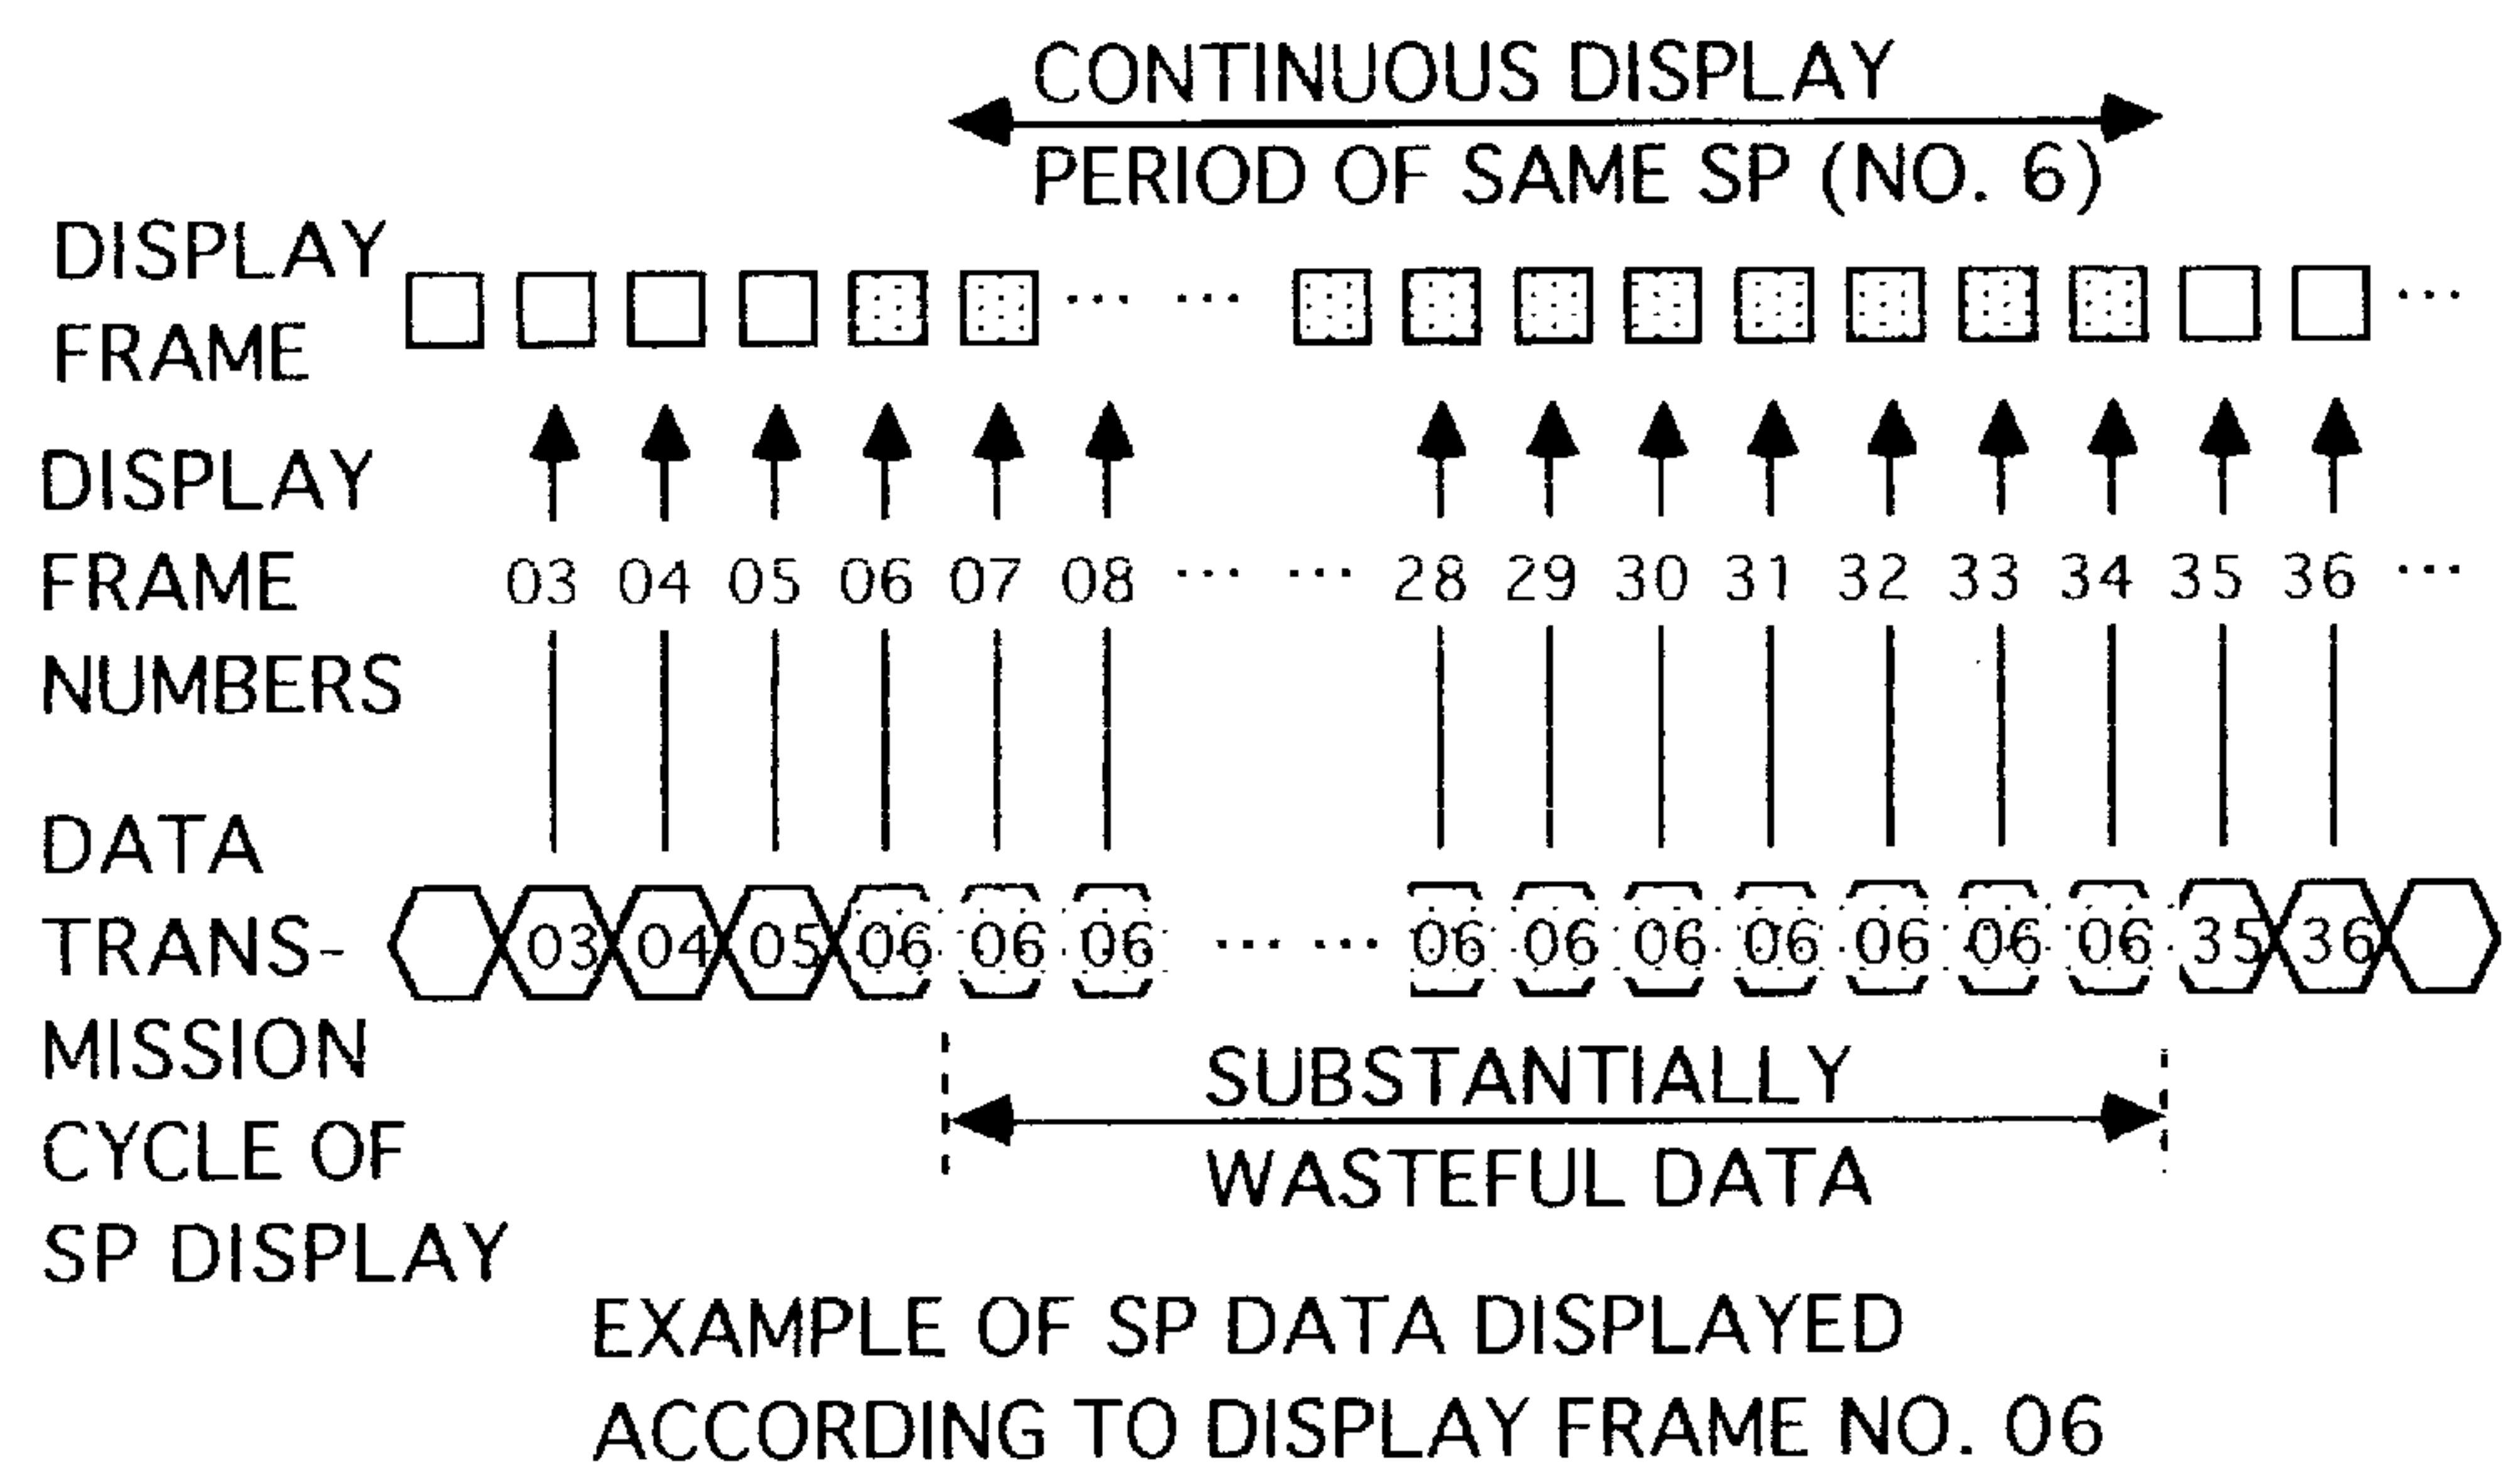 CONTINUOUS DISPLAY
PERIOD OF SAME SP (NO. 6)
DISPLAY
FRAME
... ... ...
DISPLAY
FRAME
NUMBERS
03 04 05 06 07 08 ... ... 28 29 30 31 32 33 34 35 36 ...
DATA
TRANS-
MISSION
CYCLE OF
SP DISPLAY
03 04 05 06 06 06 ... ... 06 06 06 06 06 06 06 35 36
SUBSTANTIALLY
WASTEFUL DATA
EXAMPLE OF SP DATA DISPLAYED
ACCORDING TO DISPLAY FRAME NO. 06